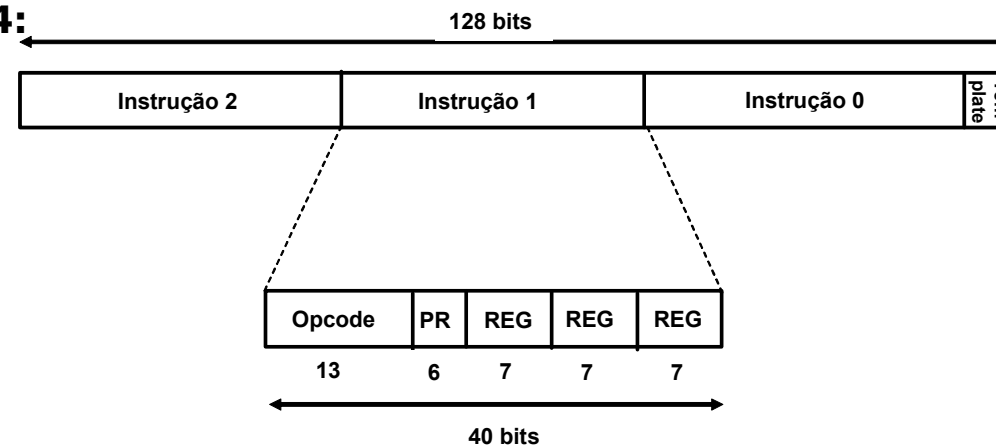 4:
128 bits
Instrução 2 Instrução 1 Instrução 0 plate
Opcode PR REG REG REG
13 6 7 7 7
40 bits